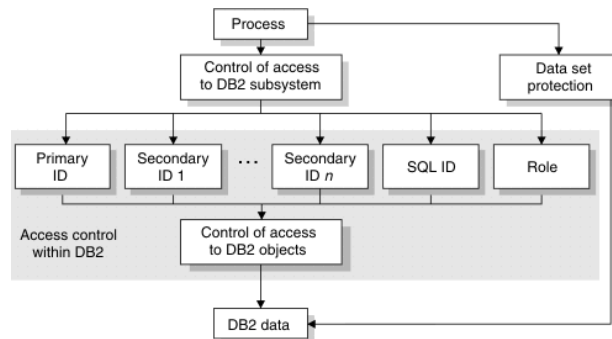 Process
Control of access
to DB2 subsystem
Data set
protection
Primary
ID
Secondary
ID 1
...
Secondary
ID n
SQL ID
Role
Access control
within DB2
Control of access
to DB2 objects
DB2 data